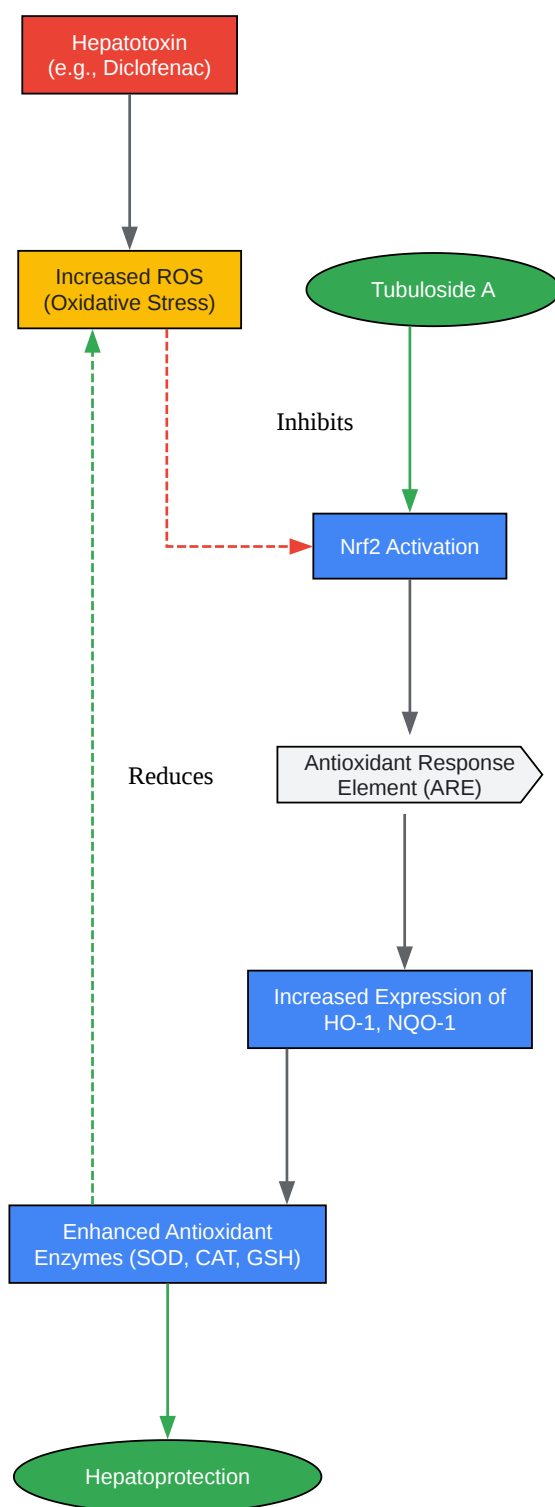 Hepatotoxin
(e.g., Diclofenac)
Increased ROS
(Oxidative Stress)
Tubuloside A
Inhibits
Nrf2 Activation
Antioxidant Response
Element (ARE)
Reduces
Increased Expression of
HO-1, NQO-1
Enhanced Antioxidant
Enzymes (SOD, CAT, GSH)
Hepatoprotection